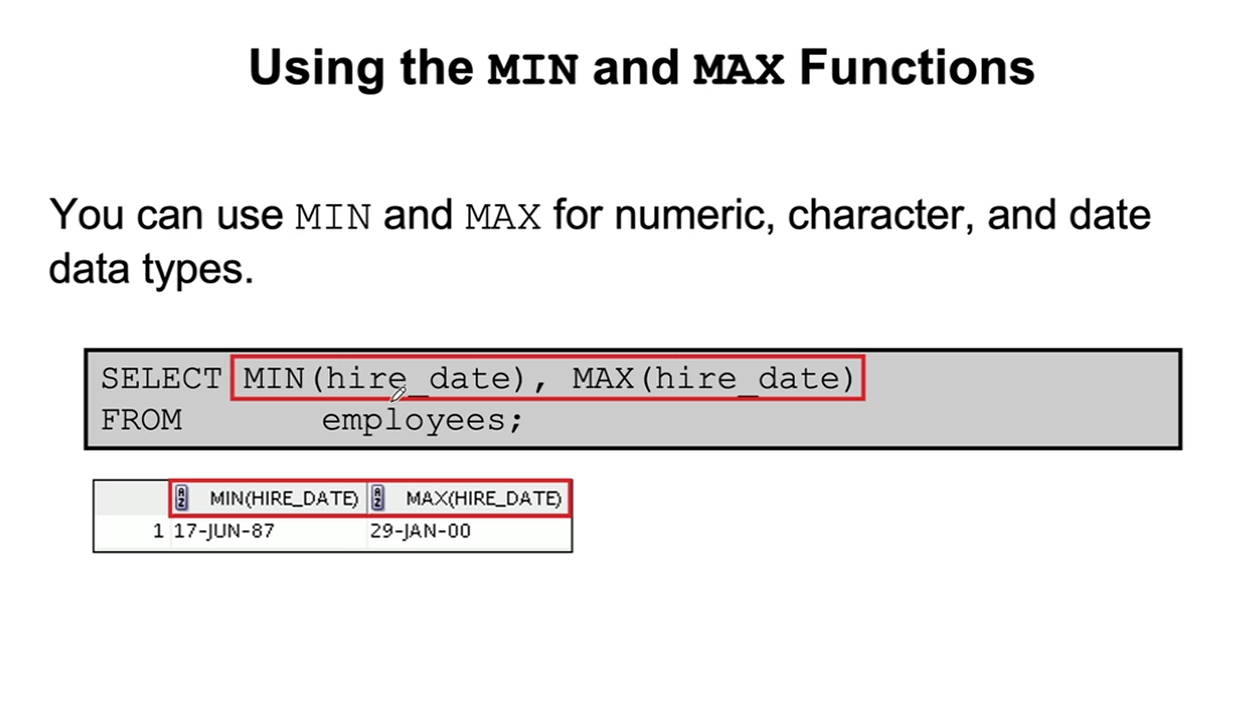 Using the MIN and MAX Functions
You can use MIN and MAX for numeric, character, and date
data types.
SELECT MIN(hire_date), MAX(hire_date)
FROM employees;
MIN(HIRE_DATE) MAX(HIRE_DATE)
1 17-JUN-87 29-JAN-00